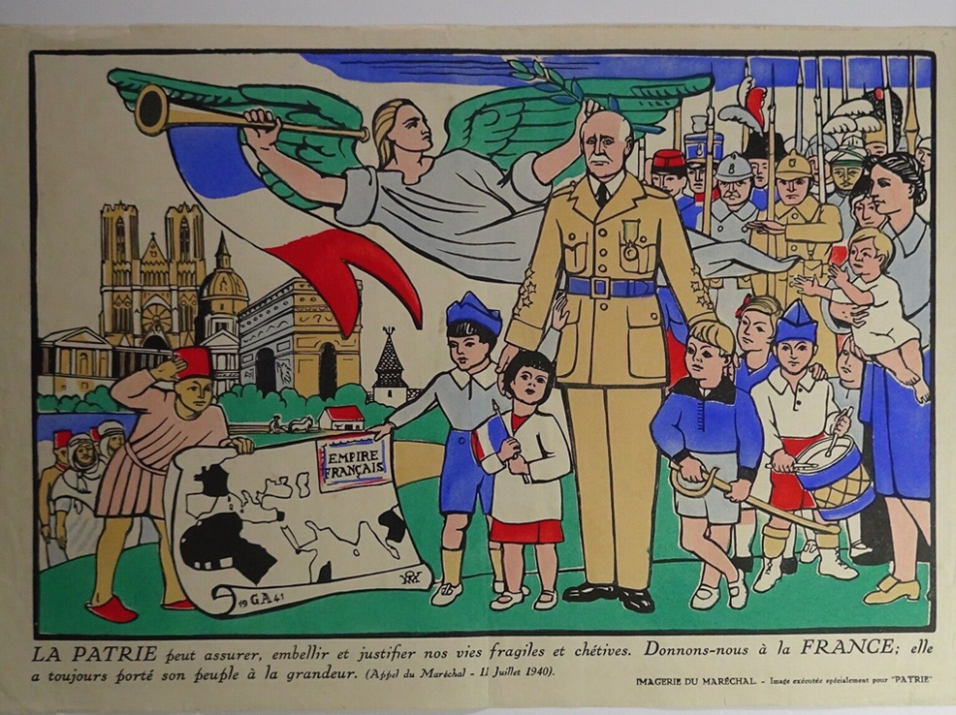 EMPIRE
FRANÇAIS
19 G.A 41
LA PATRIE peut assurer, embellir et justifier nos vies fragiles et chétives. Donnons-nous à la FRANCE; elle
a toujours porté son peuple à la grandeur. (Appel du Maréchal - 11 Juillet 1940).
IMAGERIE DU MARÉCHAL. - Image exécutée spécialement pour "PATRIE"